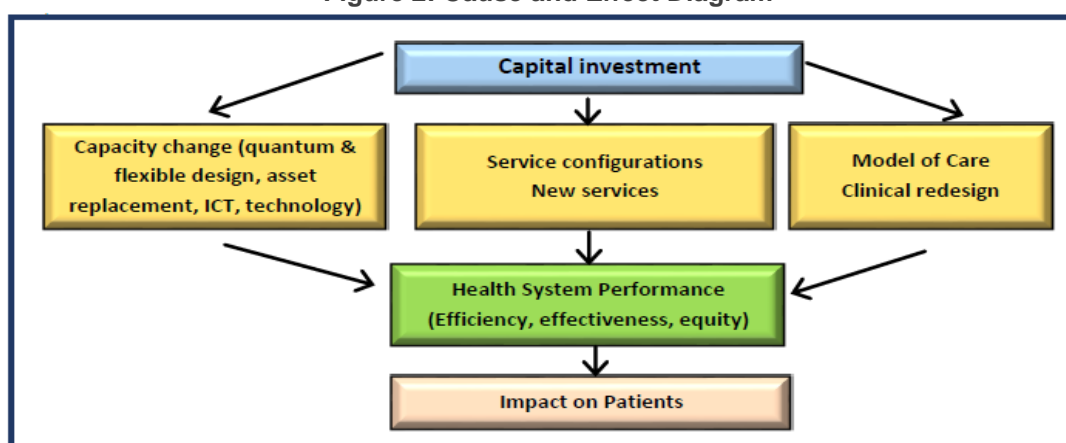 Capital investment
Capacity change (quantum &
flexible design, asset
replacement, ICT, technology)
Service configurations
New services
Model of Care
Clinical redesign
Health System Performance
(Efficiency, effectiveness, equity)
Impact on Patients